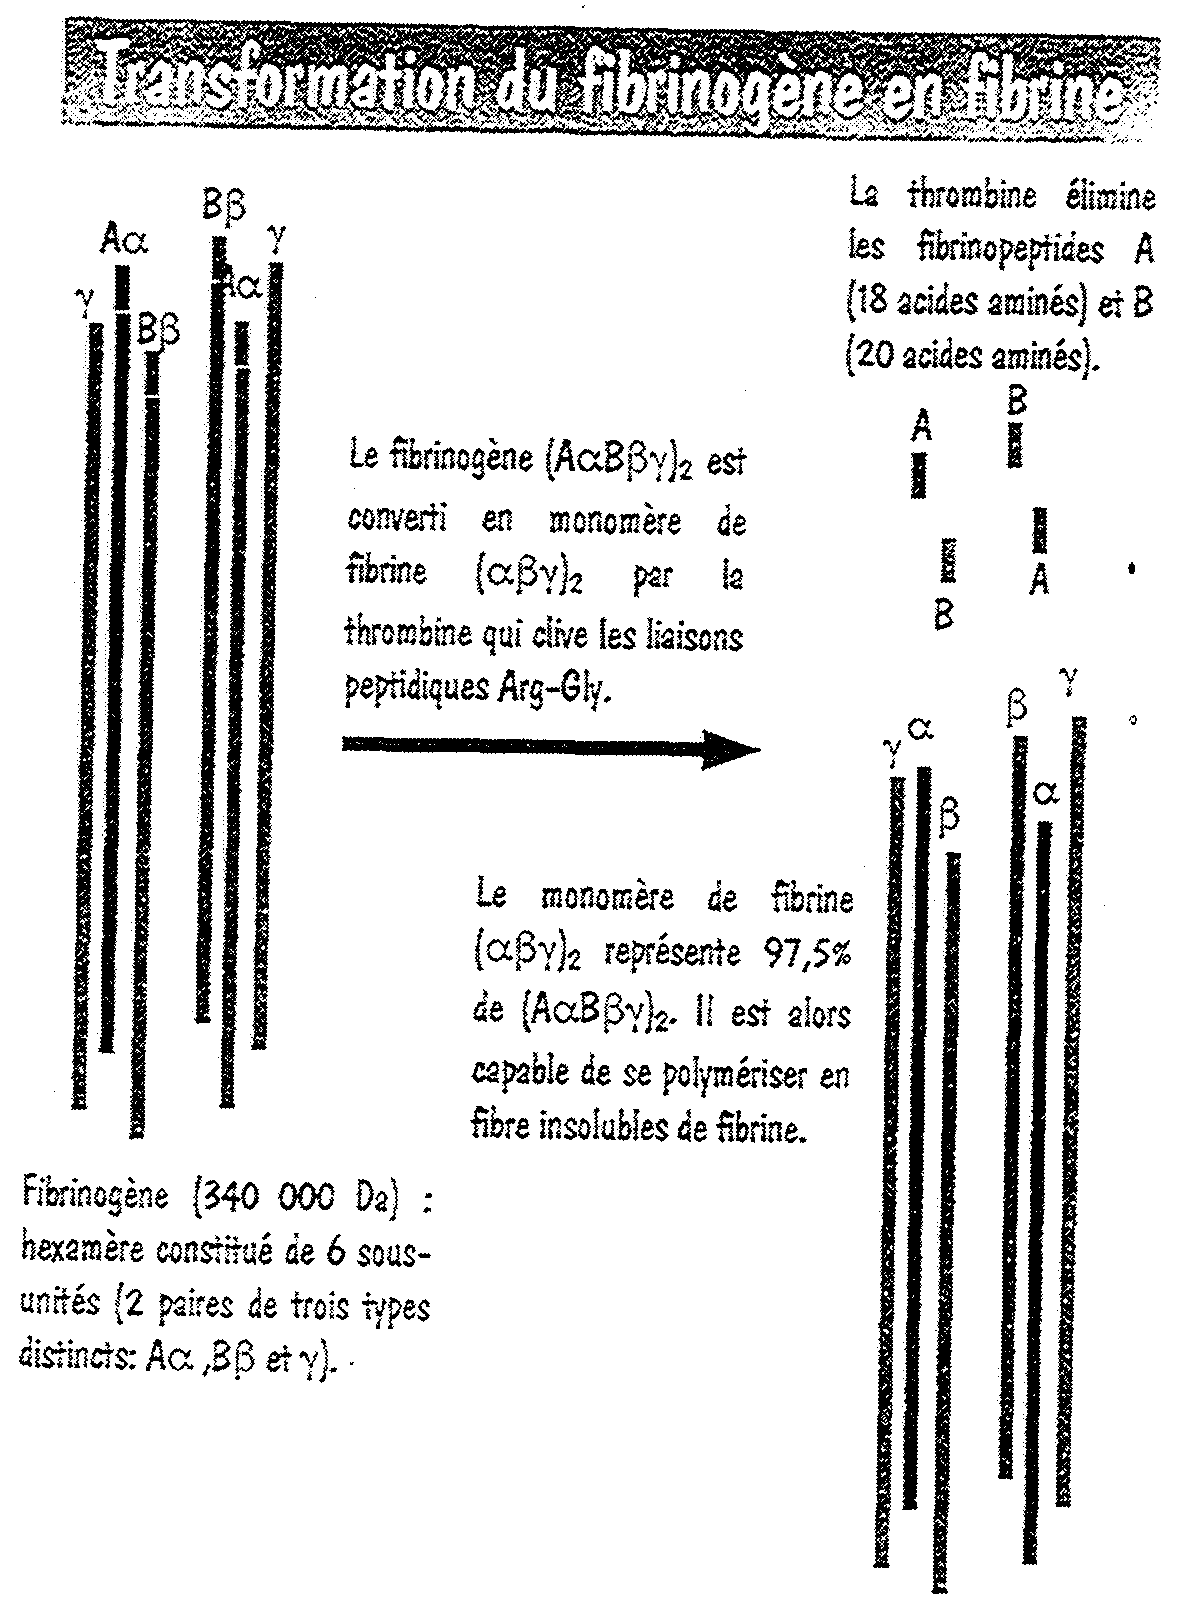 Transformation du fibrinogène en fibrine
La thrombine élimine
les fibrinopeptides A
(18 acides aminés) et B
(20 acides aminés).
γ
Aα
Bβ
Bβ
Aα
γ
A
B
B
A
Le fibrinogène (AαBβγ)₂ est
converti en monomère de
fibrine (αβγ)₂ par la
thrombine qui clive les liaisons
peptidiques Arg-Gly.
γ
α
β
β
α
γ
Le monomère de fibrine
(αβγ)₂ représente 97,5%
de (AαBβγ)₂. Il est alors
capable de se polymériser en
fibre insolubles de fibrine.
Fibrinogène (340 000 Da) :
hexamère constitué de 6 sous-
unités (2 paires de trois types
distincts: Aα ,Bβ et γ).